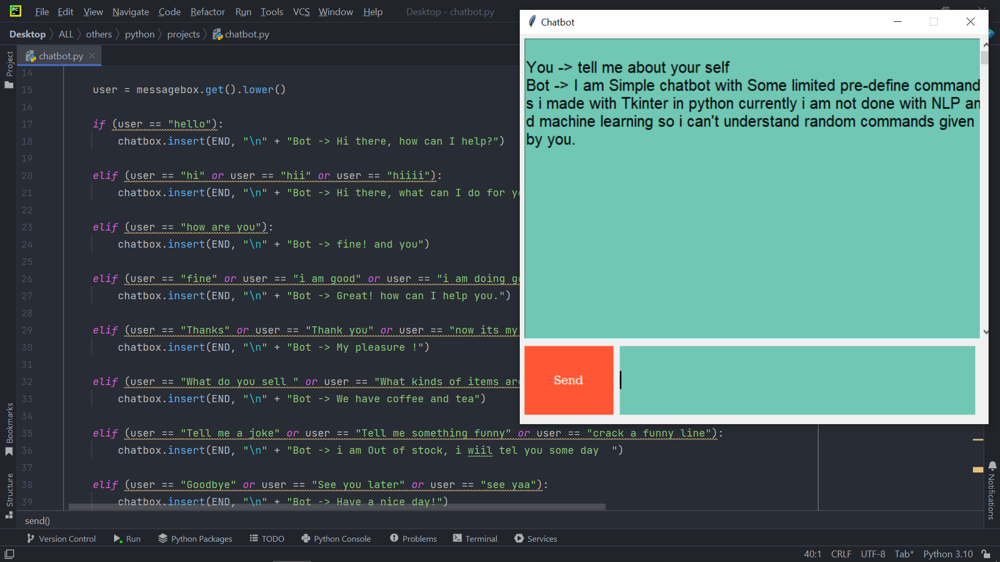 PC
File Edit View Navigate Code Refactor Run Tools VCS Window Help Desktop - chatbot.py
Desktop ALL others python projects chatbot.py
chatbot.py
Project
14
15 user = messagebox.get().lower()
16
17 if (user == "hello"):
18 chatbox.insert(END, "\n" + "Bot -> Hi there, how can I help?")
19
20 elif (user == "hi" or user == "hii" or user == "hiiii"):
21 chatbox.insert(END, "\n" + "Bot -> Hi there, what can I do for yo
22
23 elif (user == "how are you"):
24 chatbox.insert(END, "\n" + "Bot -> fine! and you")
25
26 elif (user == "fine" or user == "i am good" or user == "i am doing go
27 chatbox.insert(END, "\n" + "Bot -> Great! how can I help you.")
28
29 elif (user == "Thanks" or user == "Thank you" or user == "now its my
30 chatbox.insert(END, "\n" + "Bot -> My pleasure !")
31
32 elif (user == "What do you sell " or user == "What kinds of items are
33 chatbox.insert(END, "\n" + "Bot -> We have coffee and tea")
34
35 elif (user == "Tell me a joke" or user == "Tell me something funny" or user == "crack a funny line"):
36 chatbox.insert(END, "\n" + "Bot -> i am Out of stock, i wiil tel you some day  ")
37
38 elif (user == "Goodbye" or user == "See you later" or user == "see yaa"):
39 chatbox.insert(END, "\n" + "Bot -> Have a nice day!")
Chatbot
You -> tell me about your self
Bot -> I am Simple chatbot with Some limited pre-define command
s i made with Tkinter in python currently i am not done with NLP an
d machine learning so i can't understand random commands given
by you.
Send
Bookmarks
Structure
Notifications
send()
Version Control Run Python Packages TODO Python Console Problems Terminal Services
40:1 CRLF UTF-8 Tab* Python 3.10